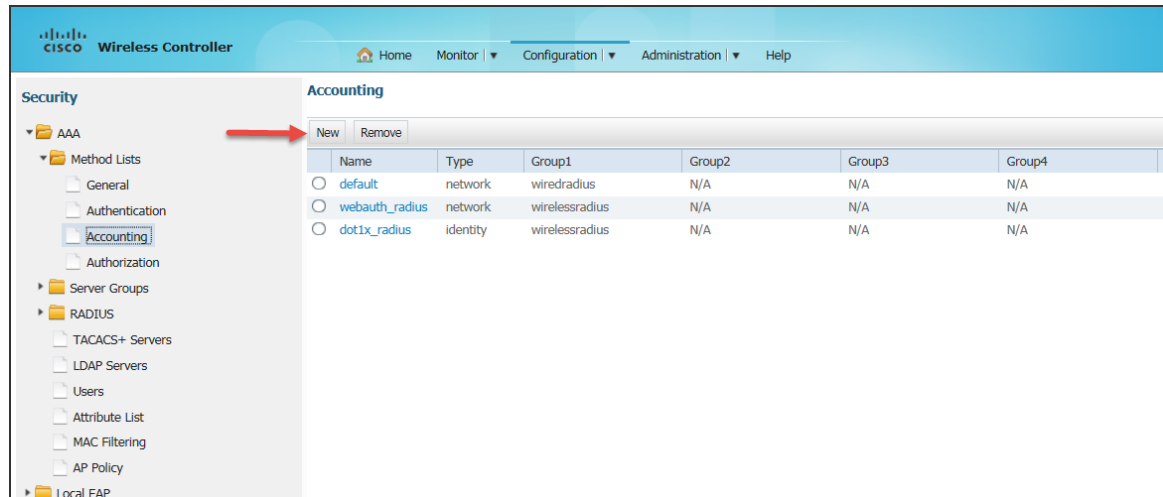 CISCO Wireless Controller
Home Monitor Configuration Administration Help
Security
AAA
Method Lists
General
Authentication
Accounting
Authorization
Server Groups
RADIUS
TACACS+ Servers
LDAP Servers
Users
Attribute List
MAC Filtering
AP Policy
Local EAP
Accounting
New Remove
Name Type Group1 Group2 Group3 Group4
default network wiredradius N/A N/A N/A
webauth_radius network wirelessradius N/A N/A N/A
dot1x_radius identity wirelessradius N/A N/A N/A